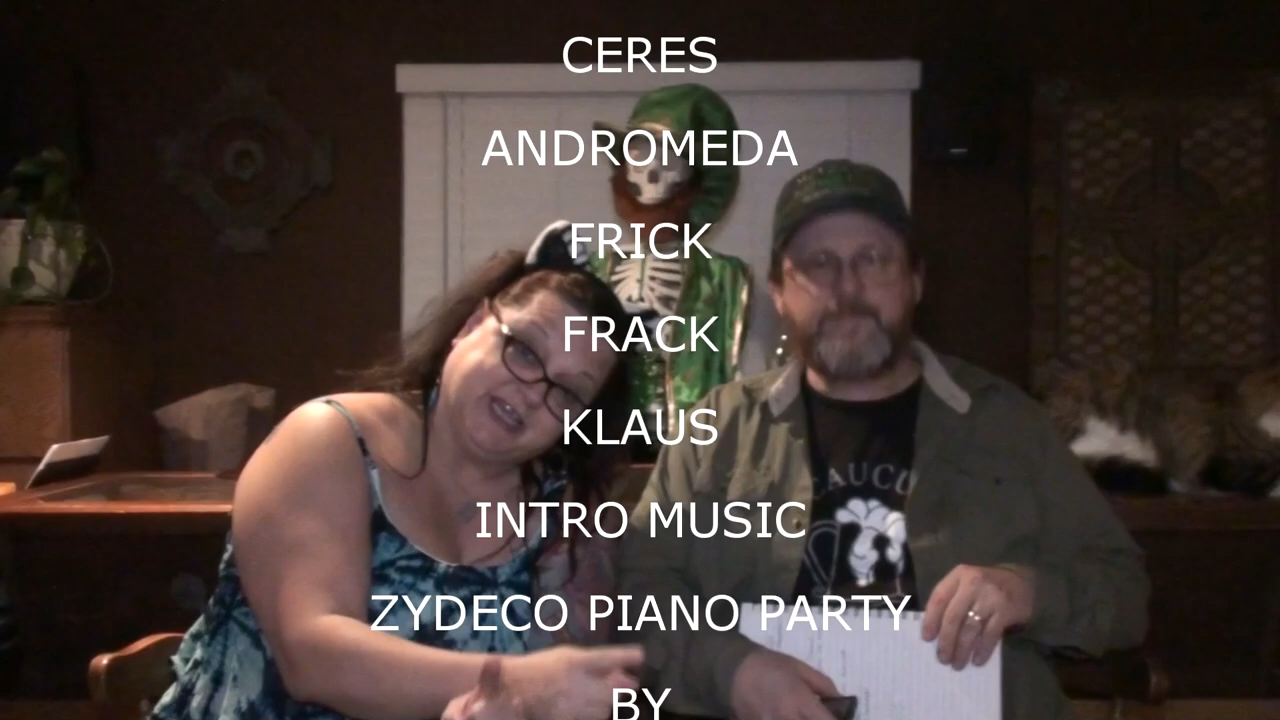 CERES
ANDROMEDA
FRICK
FRACK
KLAUS
INTRO MUSIC
ZYDECO PIANO PARTY
BY